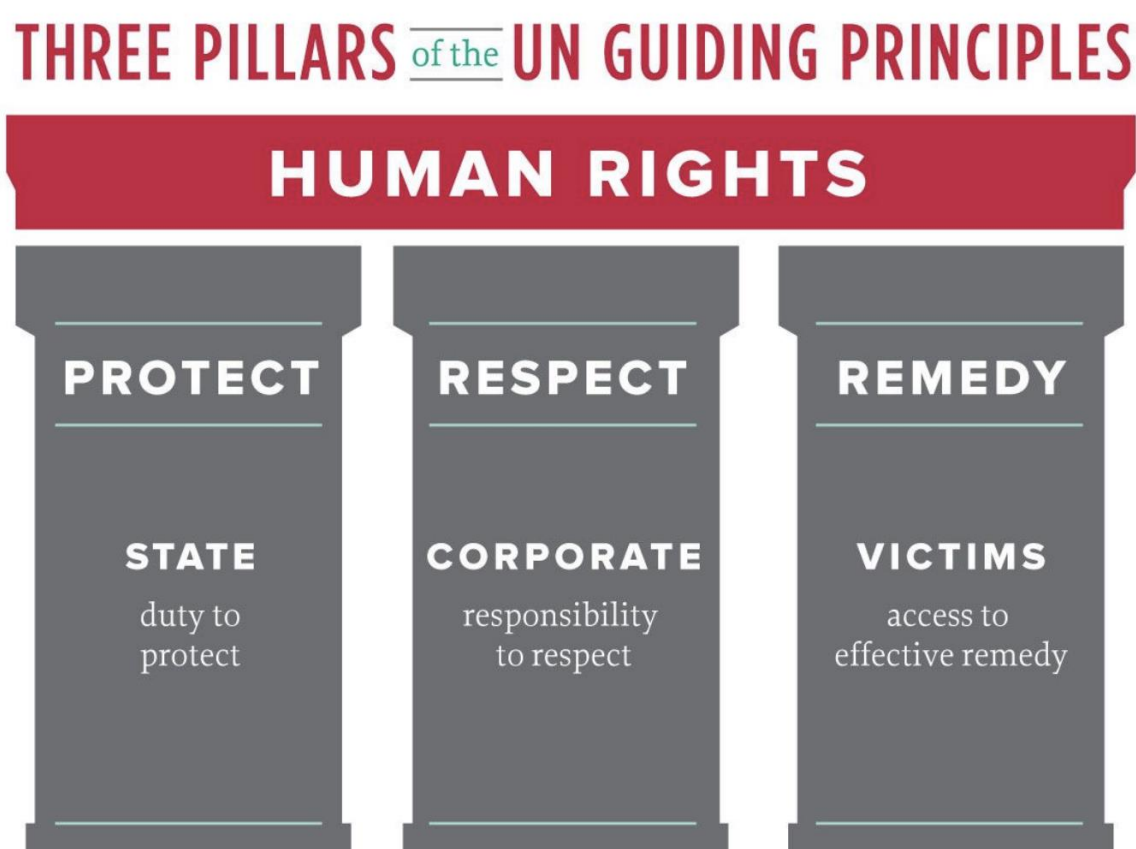 THREE PILLARS of the UN GUIDING PRINCIPLES
HUMAN RIGHTS
PROTECT
STATE
duty to
protect
RESPECT
CORPORATE
responsibility
to respect
REMEDY
VICTIMS
access to
effective remedy